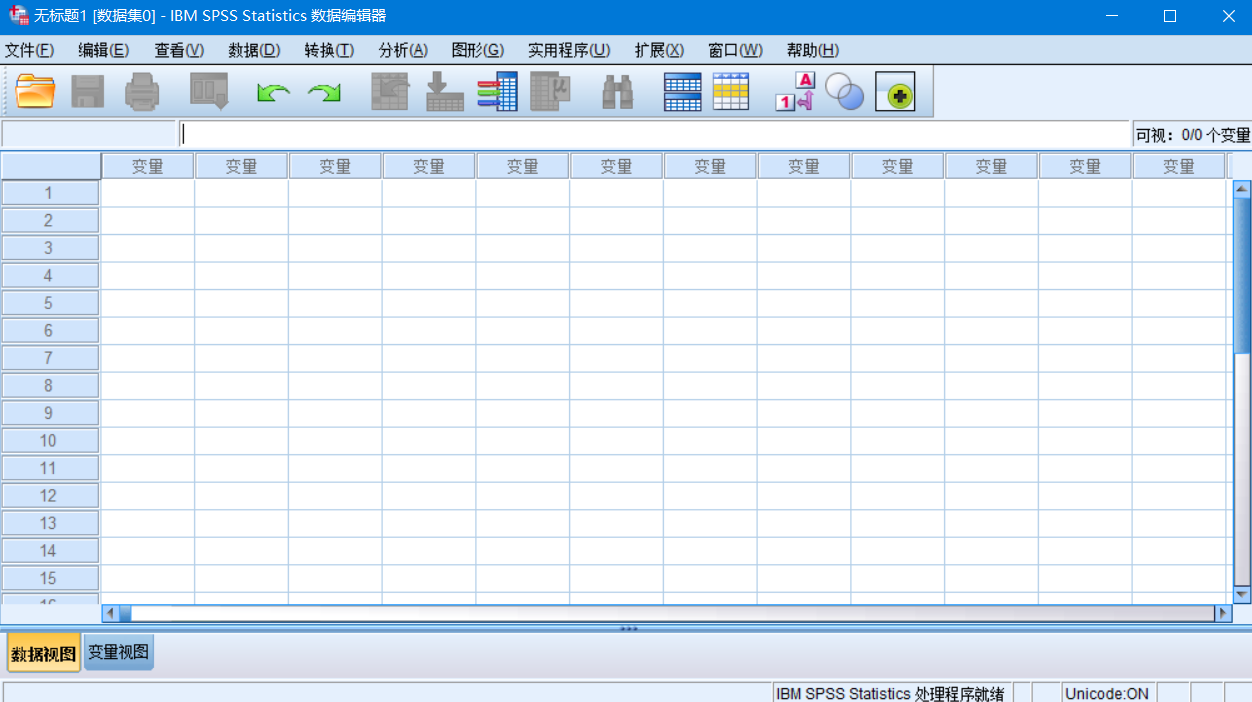 无标题1 [数据集0] - IBM SPSS Statistics 数据编辑器
文件(F) 编辑(E) 查看(V) 数据(D) 转换(T) 分析(A) 图形(G) 实用程序(U) 扩展(X) 窗口(W) 帮助(H)
μ A 1
可视： 0/0 个变量
变量 变量 变量 变量 变量 变量 变量 变量 变量 变量 变量 变量
1
2
3
4
5
6
7
8
9
10
11
12
13
14
15
16
数据视图 变量视图
IBM SPSS Statistics 处理程序就绪 Unicode:ON